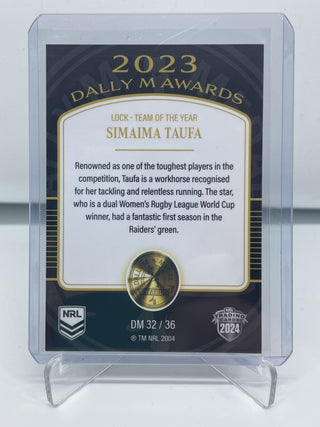 2023
DALLY M AWARDS
LOCK - TEAM OF THE YEAR
SIMAIMA TAUFA
Renowned as one of the toughest players in the
competition, Taufa is a workhorse recognised
for her tackling and relentless running. The star,
who is a dual Women's Rugby League World Cup
winner, had a fantastic first season in the
Raiders' green.
NRL
DM 32 / 36
® TM NRL 2004
NRL
TRADING
CARDS
2024